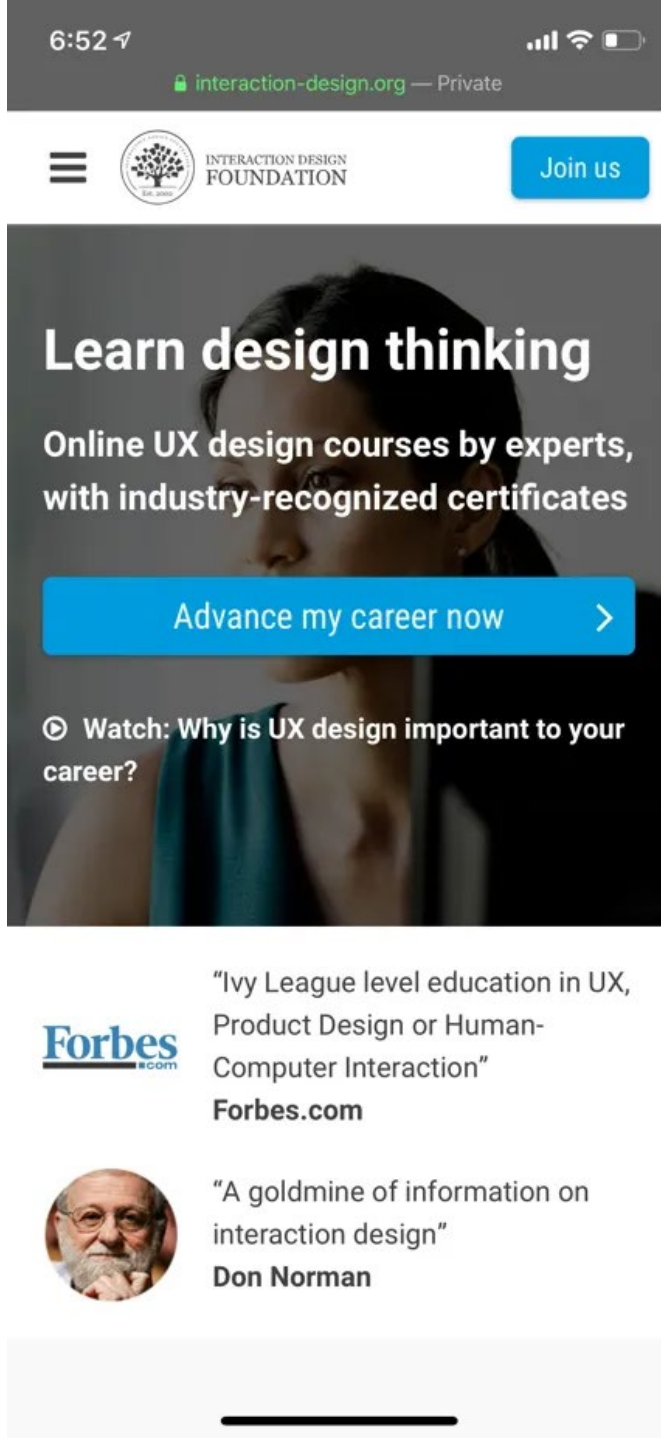 6:52
interaction-design.org — Private
INTERACTION DESIGN
FOUNDATION
Est. 2002
Join us
Learn design thinking
Online UX design courses by experts,
with industry-recognized certificates
Advance my career now
Watch: Why is UX design important to your
career?
“Ivy League level education in UX,
Product Design or Human-
Computer Interaction”
Forbes.com
Forbes
.com
“A goldmine of information on
interaction design”
Don Norman